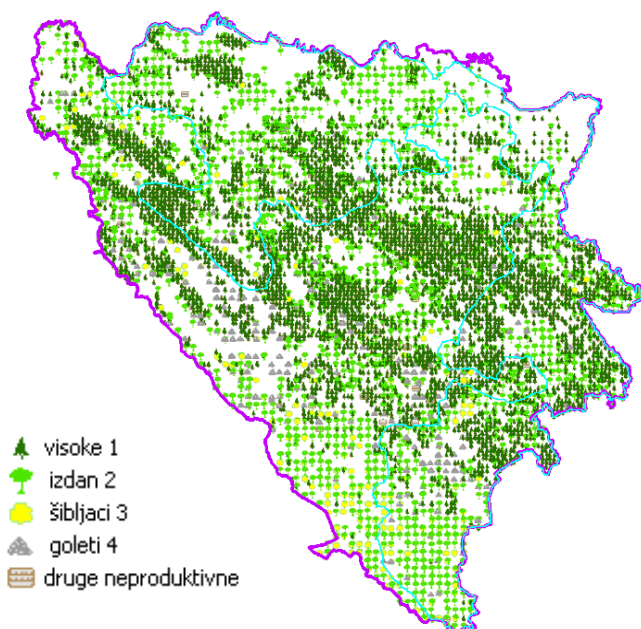 visoke 1
izdan 2
šibljaci 3
goleti 4
druge neproduktivne